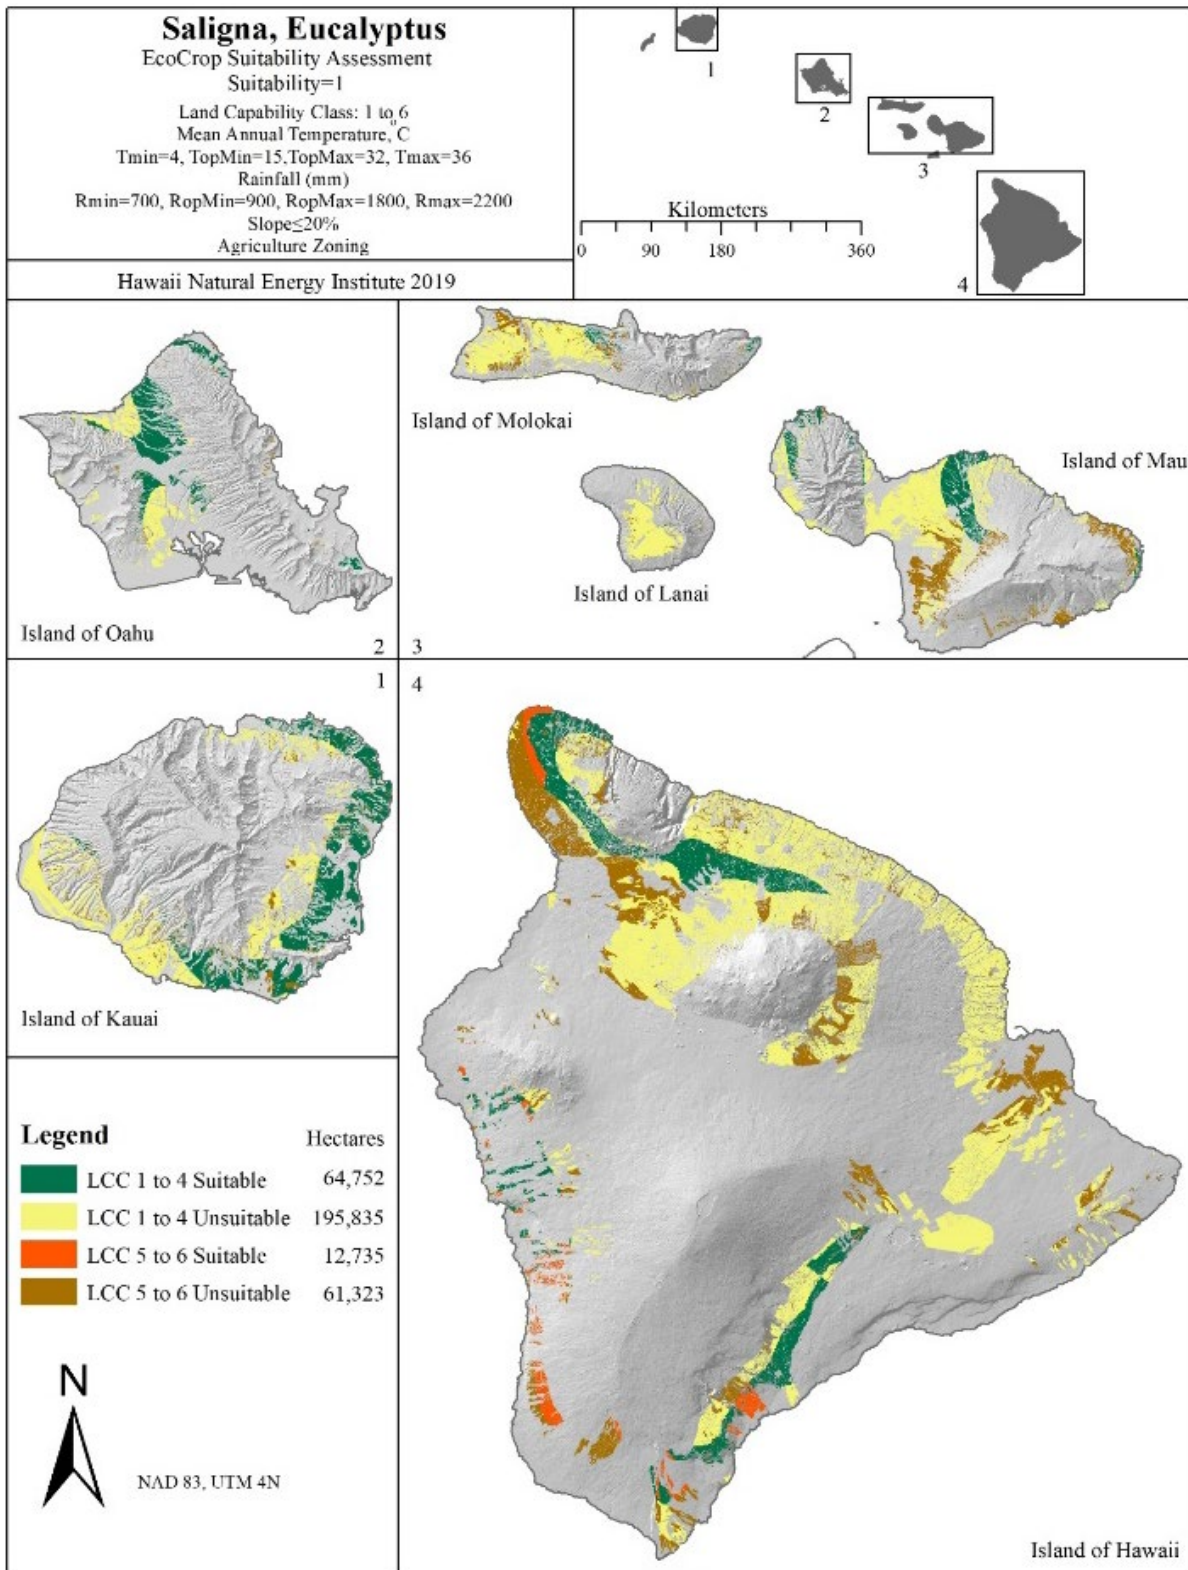 Saligna, Eucalyptus
EcoCrop Suitability Assessment
Suitability=1
Land Capability Class: 1 to 6
Mean Annual Temperature, °C
Tmin=4, TopMin=15,TopMax=32, Tmax=36
Rainfall (mm)
Rmin=700, RopMin=900, RopMax=1800, Rmax=2200
Slope≤20%
Agriculture Zoning
Hawaii Natural Energy Institute 2019
1
2
3
4
Kilometers
0 90 180 360
Island of Oahu
2
Island of Molokai
Island of Mau
Island of Lanai
3
1
Island of Kauai
4
Island of Hawaii
Legend Hectares
LCC 1 to 4 Suitable 64,752
LCC 1 to 4 Unsuitable 195,835
LCC 5 to 6 Suitable 12,735
LCC 5 to 6 Unsuitable 61,323
N
NAD 83, UTM 4N